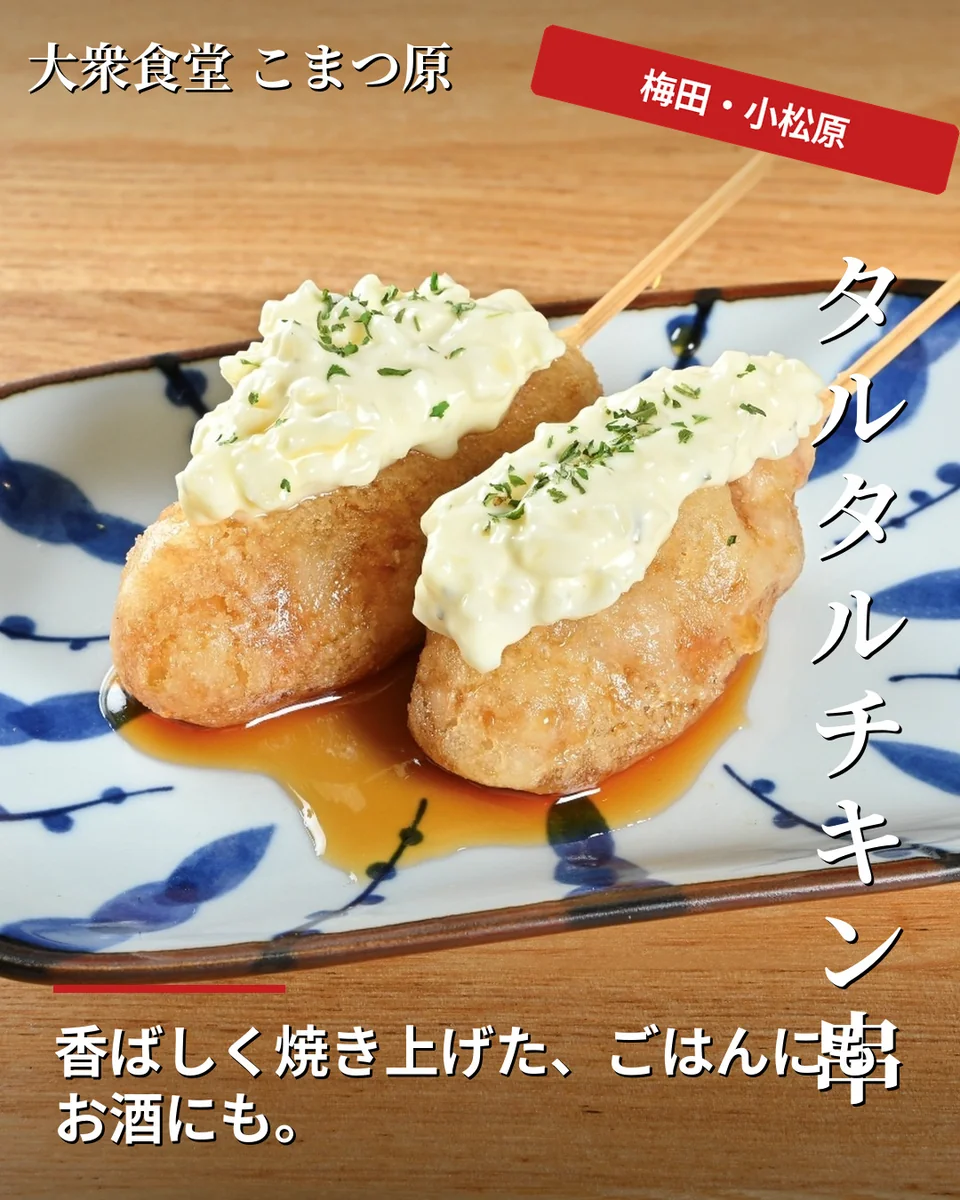 大衆食堂 こまつ原
梅田・小松原
タルタルチキン串
香ばしく焼き上げた、ごはんにも
お酒にも。